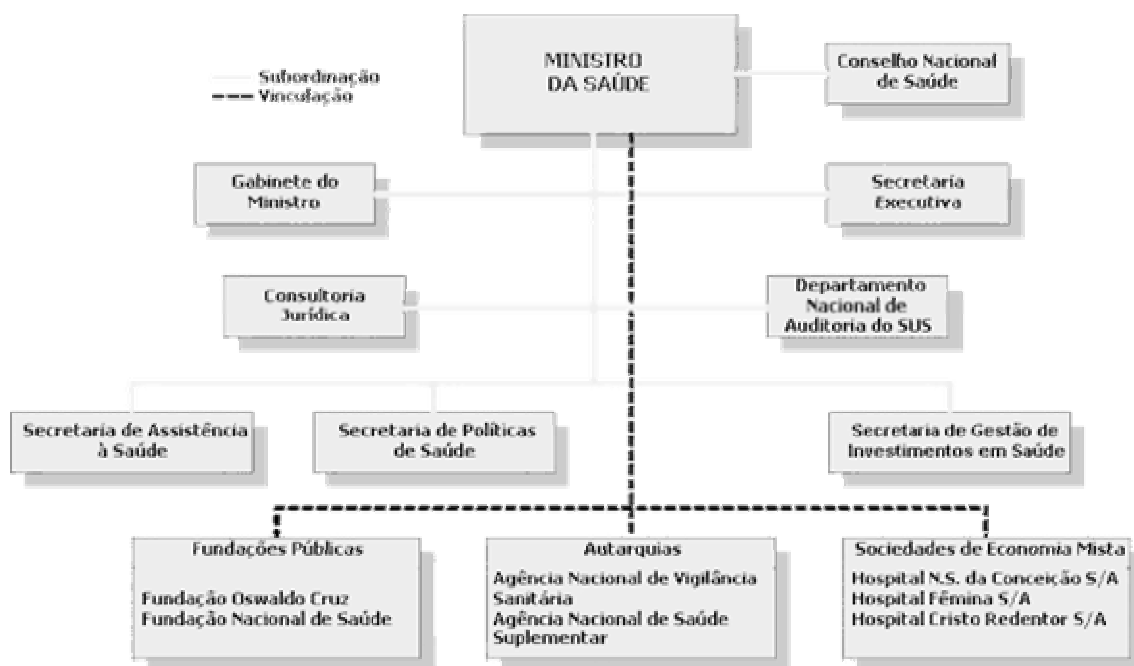 MINISTRO
DA SAÚDE
Conselho Nacional
de Saúde
Subordinação
Vinculação
Gabinete do
Ministro
Secretaria
Executiva
Consultoria
Jurídica
Departamento
Nacional de
Auditoria do SUS
Secretaria de Assistência
à Saúde
Secretaria de Políticas
de Saúde
Secretaria de Gestão de
Investimentos em Saúde
Fundações Públicas
Fundação Oswaldo Cruz
Fundação Nacional de Saúde
Autarquias
Agência Nacional de Vigilância
Sanitária
Agência Nacional de Saúde
Suplementar
Sociedades de Economia Mista
Hospital N.S. da Conceição S/A
Hospital Fêmina S/A
Hospital Cristo Redentor S/A